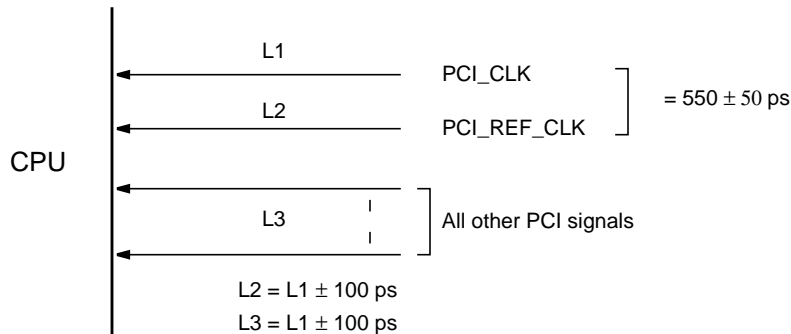 L1
PCI_CLK
= 550 ± 50 ps
L2
PCI_REF_CLK
CPU
L3
All other PCI signals
L2 = L1 ± 100 ps
L3 = L1 ± 100 ps